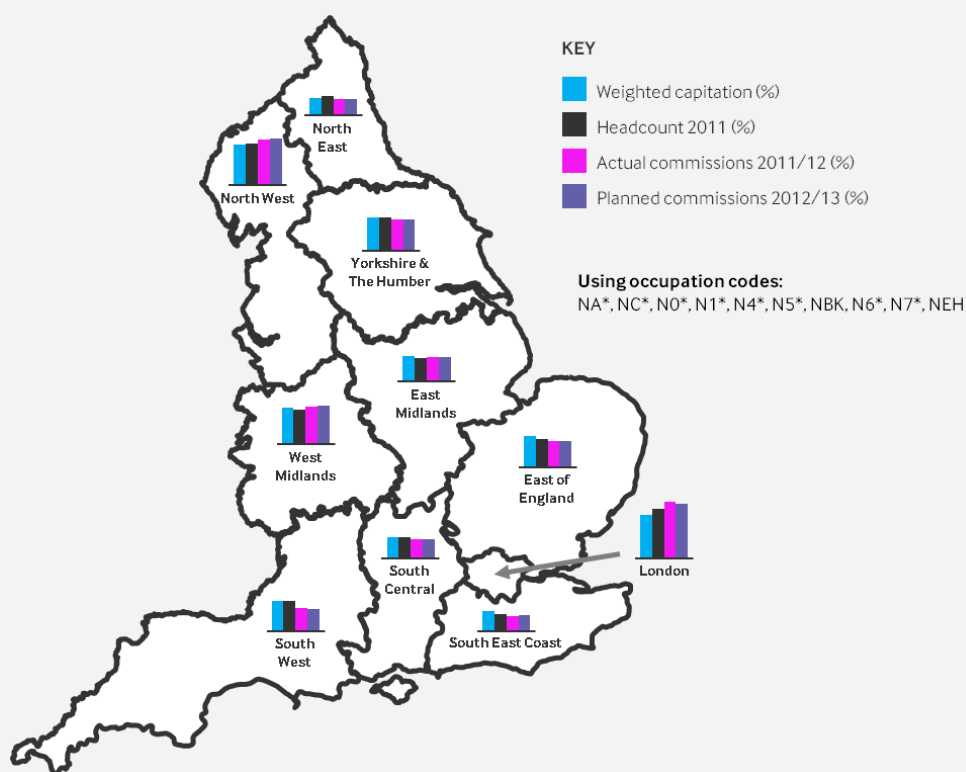 KEY
Weighted capitation (%)
Headcount 2011 (%)
Actual commissions 2011/12 (%)
Planned commissions 2012/13 (%)
Using occupation codes:
NA*, NC*, N0*, N1*, N4*, N5*, NBK, N6*, N7*, NEH
North
East
North West
Yorkshire &
The Humber
East
Midlands
West
Midlands
East of
England
South
Central
London
South
West
South East Coast